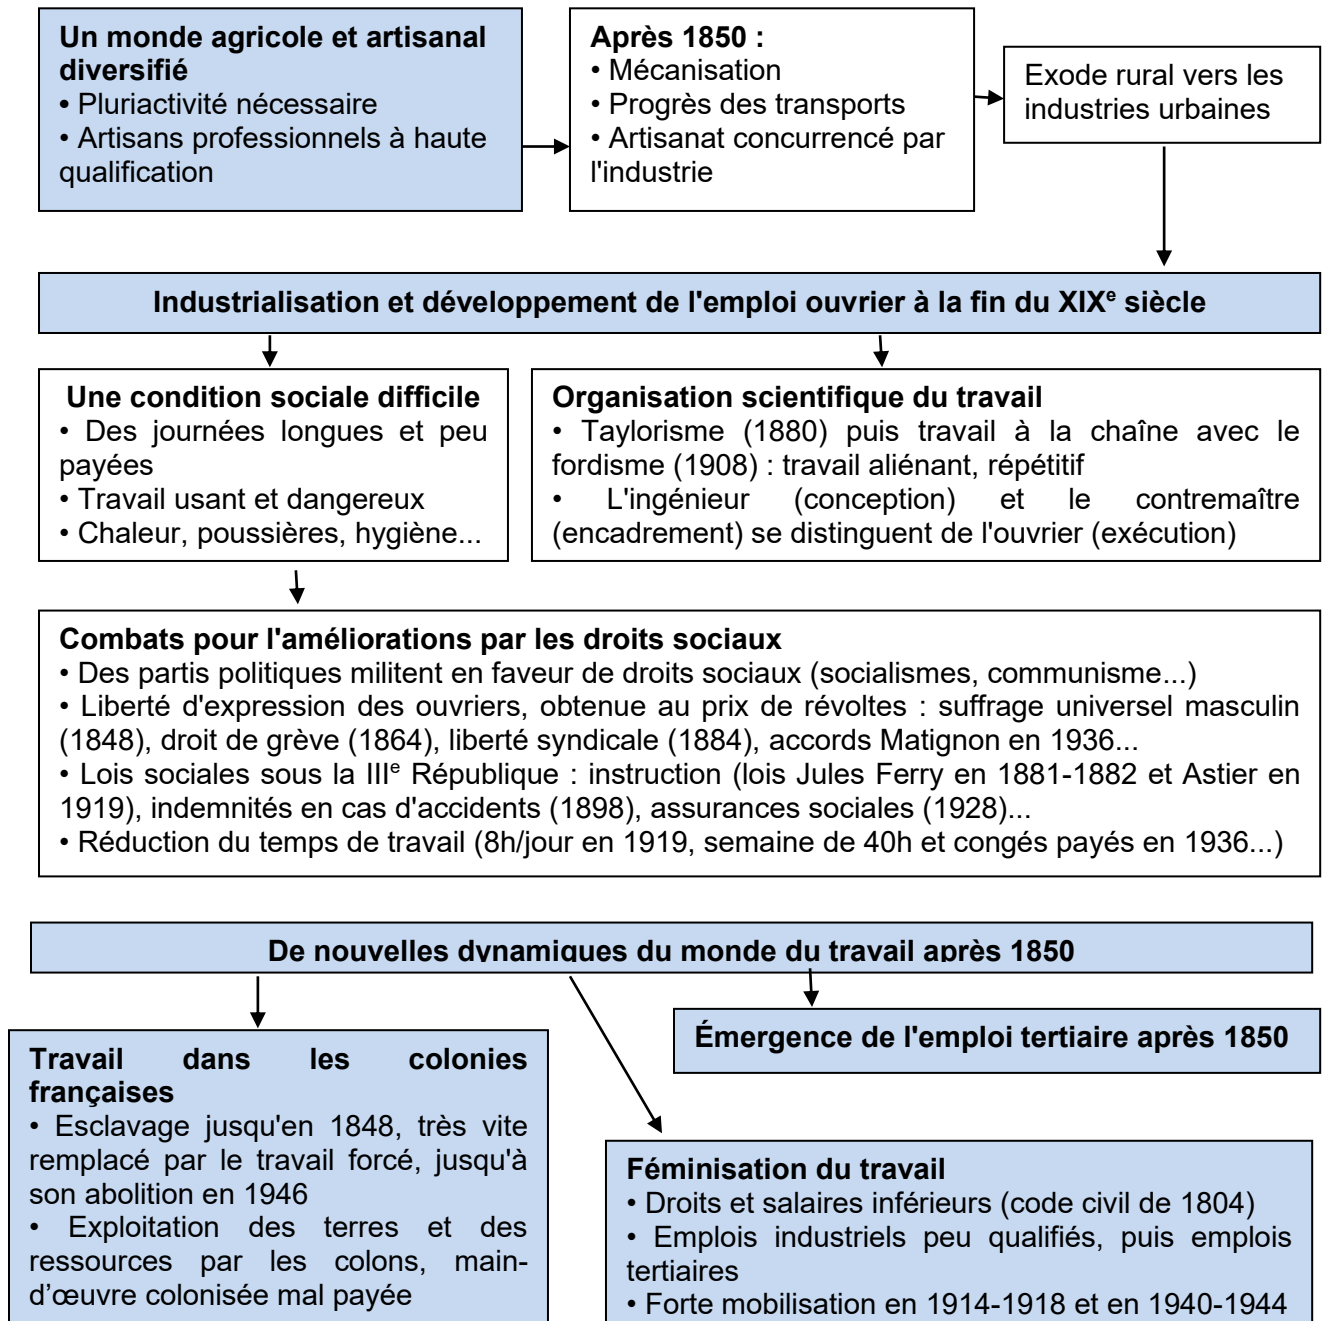 Un monde agricole et artisanal
diversifié
• Pluriactivité nécessaire
• Artisans professionnels à haute
qualification
Après 1850 :
• Mécanisation
• Progrès des transports
• Artisanat concurrencé par
l'industrie
Exode rural vers les
industries urbaines
Industrialisation et développement de l'emploi ouvrier à la fin du XIXe siècle
Une condition sociale difficile
• Des journées longues et peu
payées
• Travail usant et dangereux
• Chaleur, poussières, hygiène...
Organisation scientifique du travail
• Taylorisme (1880) puis travail à la chaîne avec le
fordisme (1908) : travail aliénant, répétitif
• L'ingénieur (conception) et le contremaître
(encadrement) se distinguent de l'ouvrier (exécution)
Combats pour l'améliorations par les droits sociaux
• Des partis politiques militent en faveur de droits sociaux (socialismes, communisme...)
• Liberté d'expression des ouvriers, obtenue au prix de révoltes : suffrage universel masculin
(1848), droit de grève (1864), liberté syndicale (1884), accords Matignon en 1936...
• Lois sociales sous la IIIe République : instruction (lois Jules Ferry en 1881-1882 et Astier en
1919), indemnités en cas d'accidents (1898), assurances sociales (1928)...
• Réduction du temps de travail (8h/jour en 1919, semaine de 40h et congés payés en 1936...)
De nouvelles dynamiques du monde du travail après 1850
Travail dans les colonies
françaises
• Esclavage jusqu'en 1848, très vite
remplacé par le travail forcé, jusqu'à
son abolition en 1946
• Exploitation des terres et des
ressources par les colons, main-
d’œuvre colonisée mal payée
Émergence de l'emploi tertiaire après 1850
Féminisation du travail
• Droits et salaires inférieurs (code civil de 1804)
• Emplois industriels peu qualifiés, puis emplois
tertiaires
• Forte mobilisation en 1914-1918 et en 1940-1944